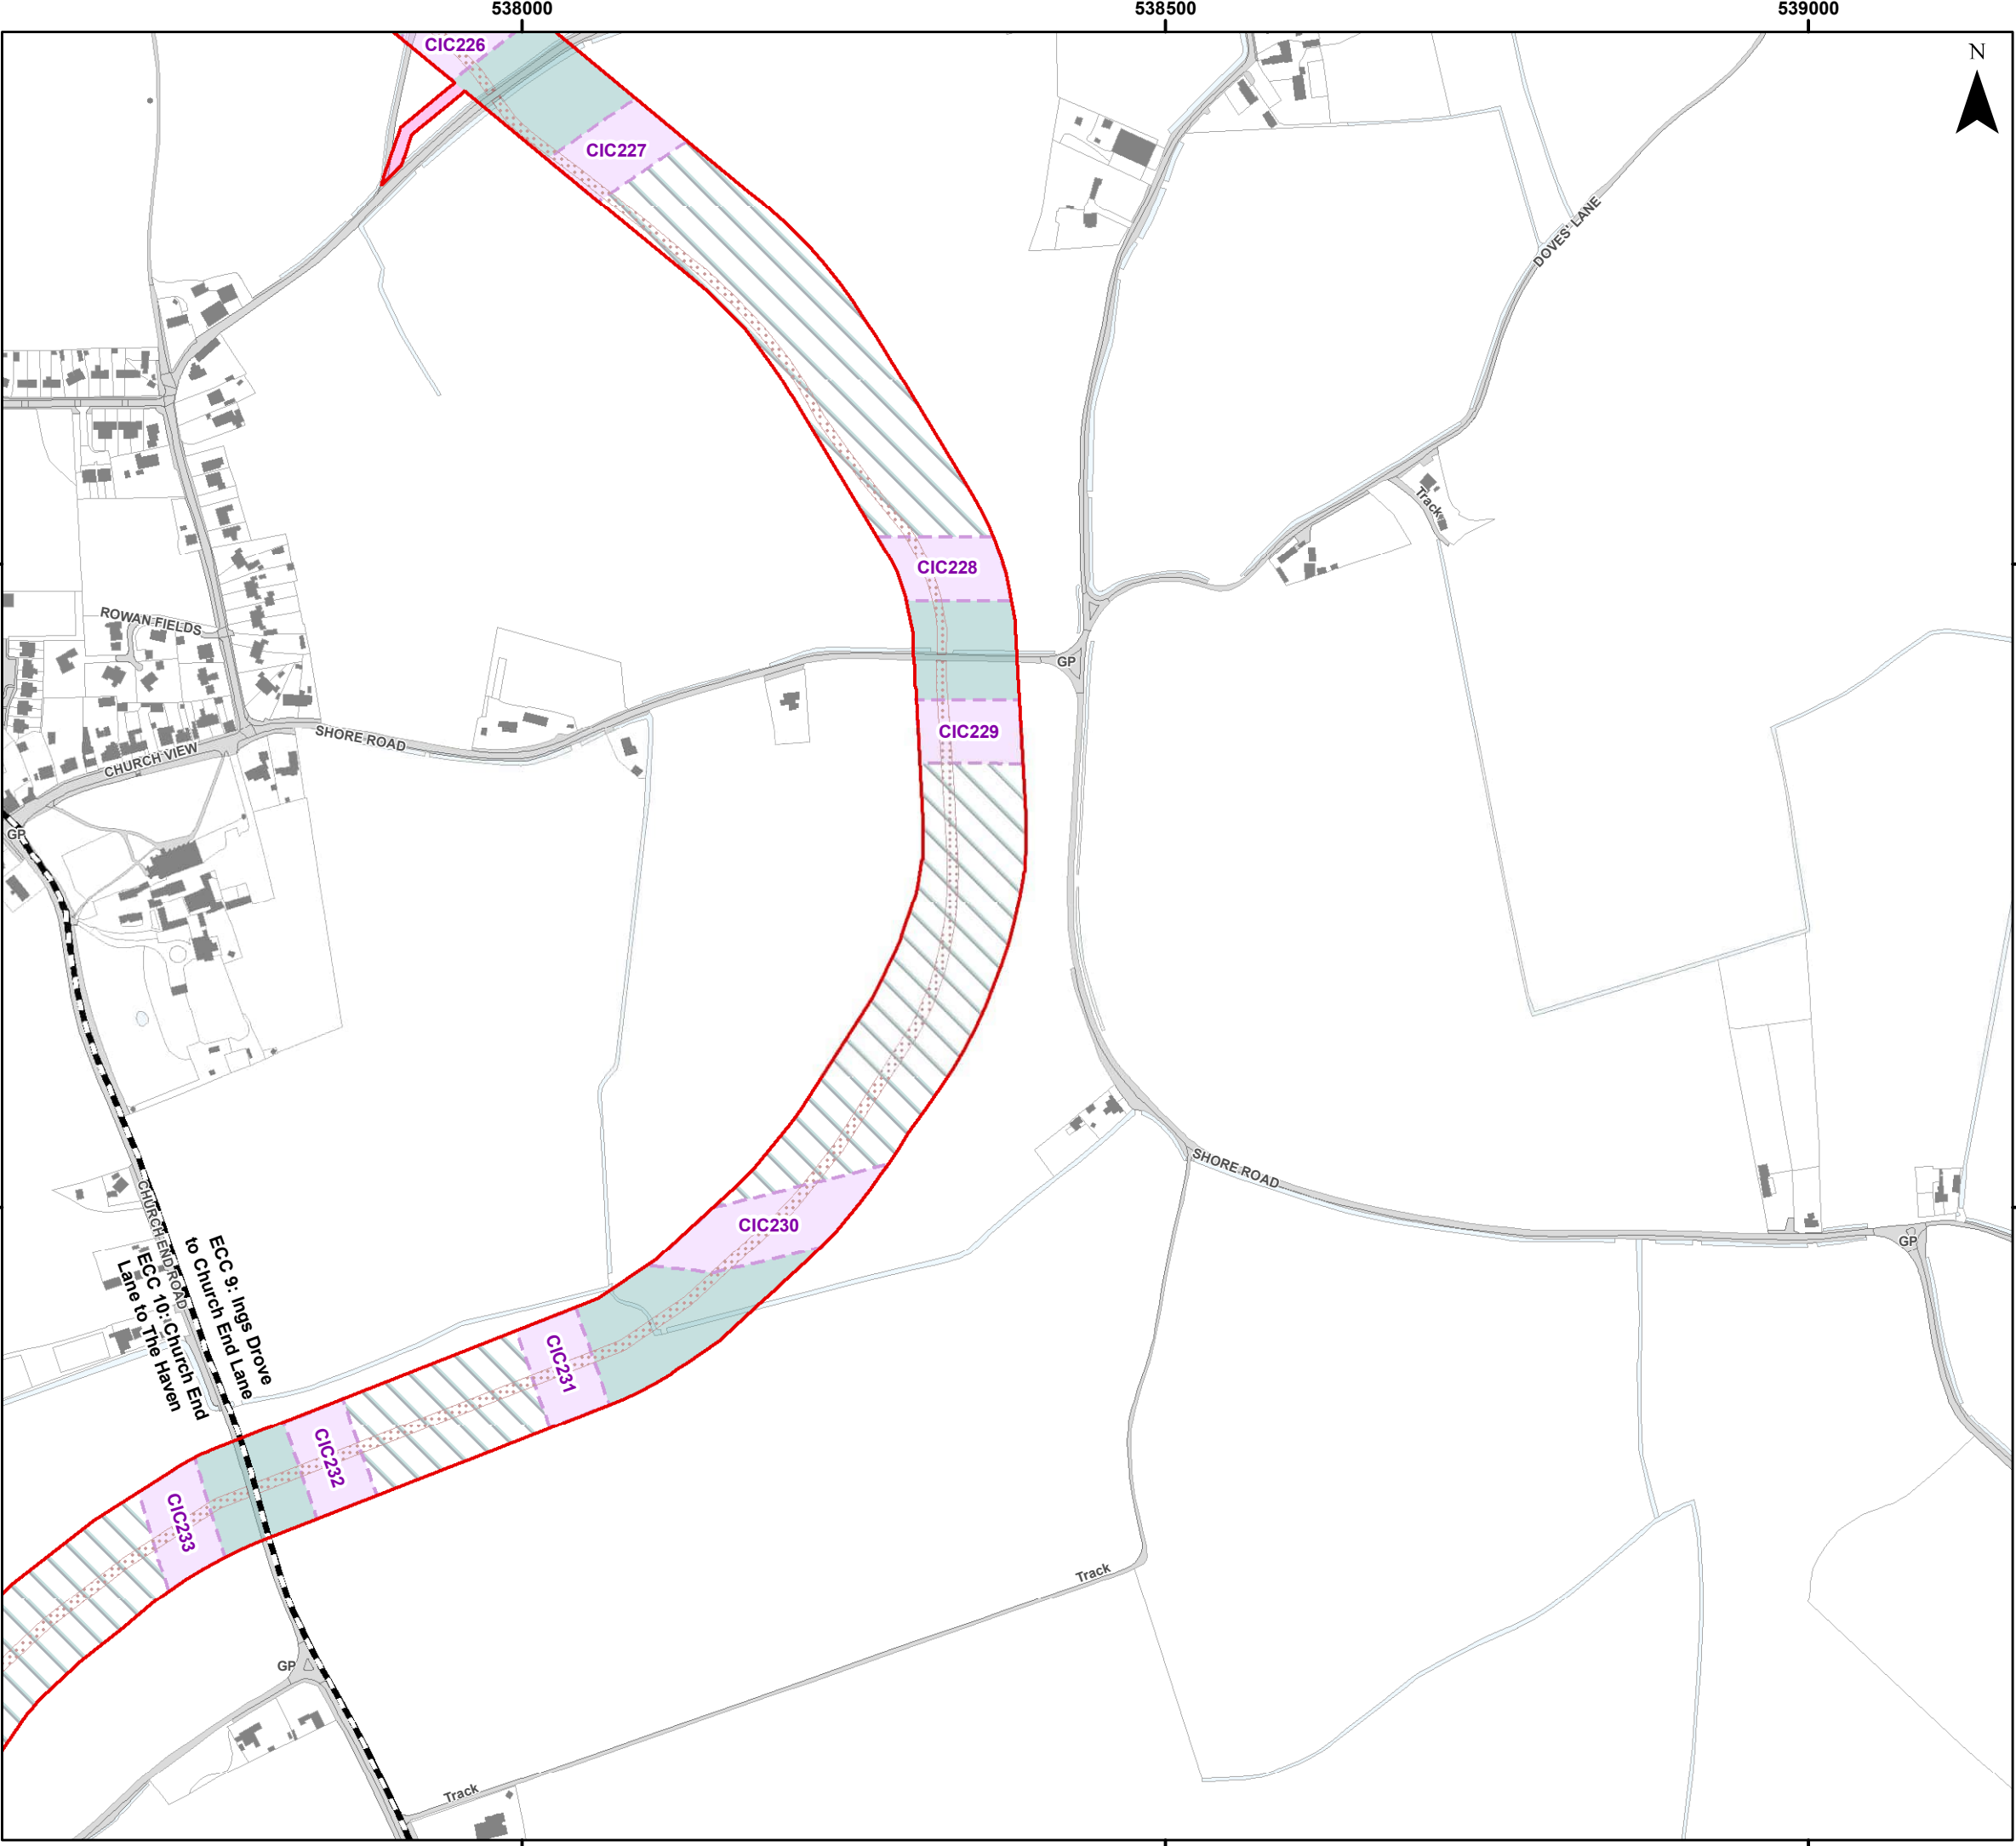 538000
538500
539000
N
CIC226
CIC227
DOVES' LANE
Track
CIC228
ROWAN FIELDS
GP
CIC229
SHORE ROAD
CHURCH VIEW
GP
SHORE ROAD
CHURCH END ROAD
CIC230
GP
ECC 9: Ings Drove
to Church End Lane
ECC 10: Church End
Lane to The Haven
CIC231
CIC232
CIC233
Track
GP
Track